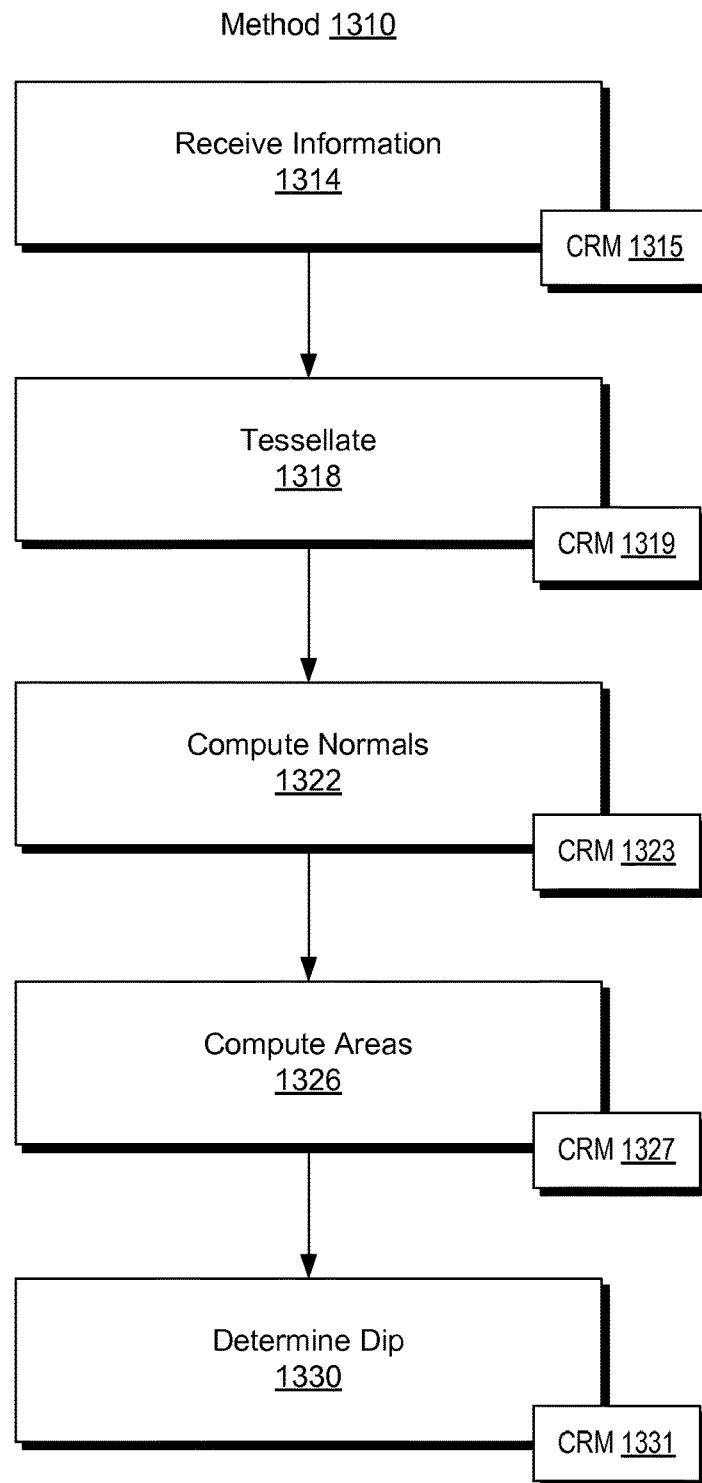 Method 1310
Receive Information
1314
CRM 1315
Tessellate
1318
CRM 1319
Compute Normals
1322
CRM 1323
Compute Areas
1326
CRM 1327
Determine Dip
1330
CRM 1331